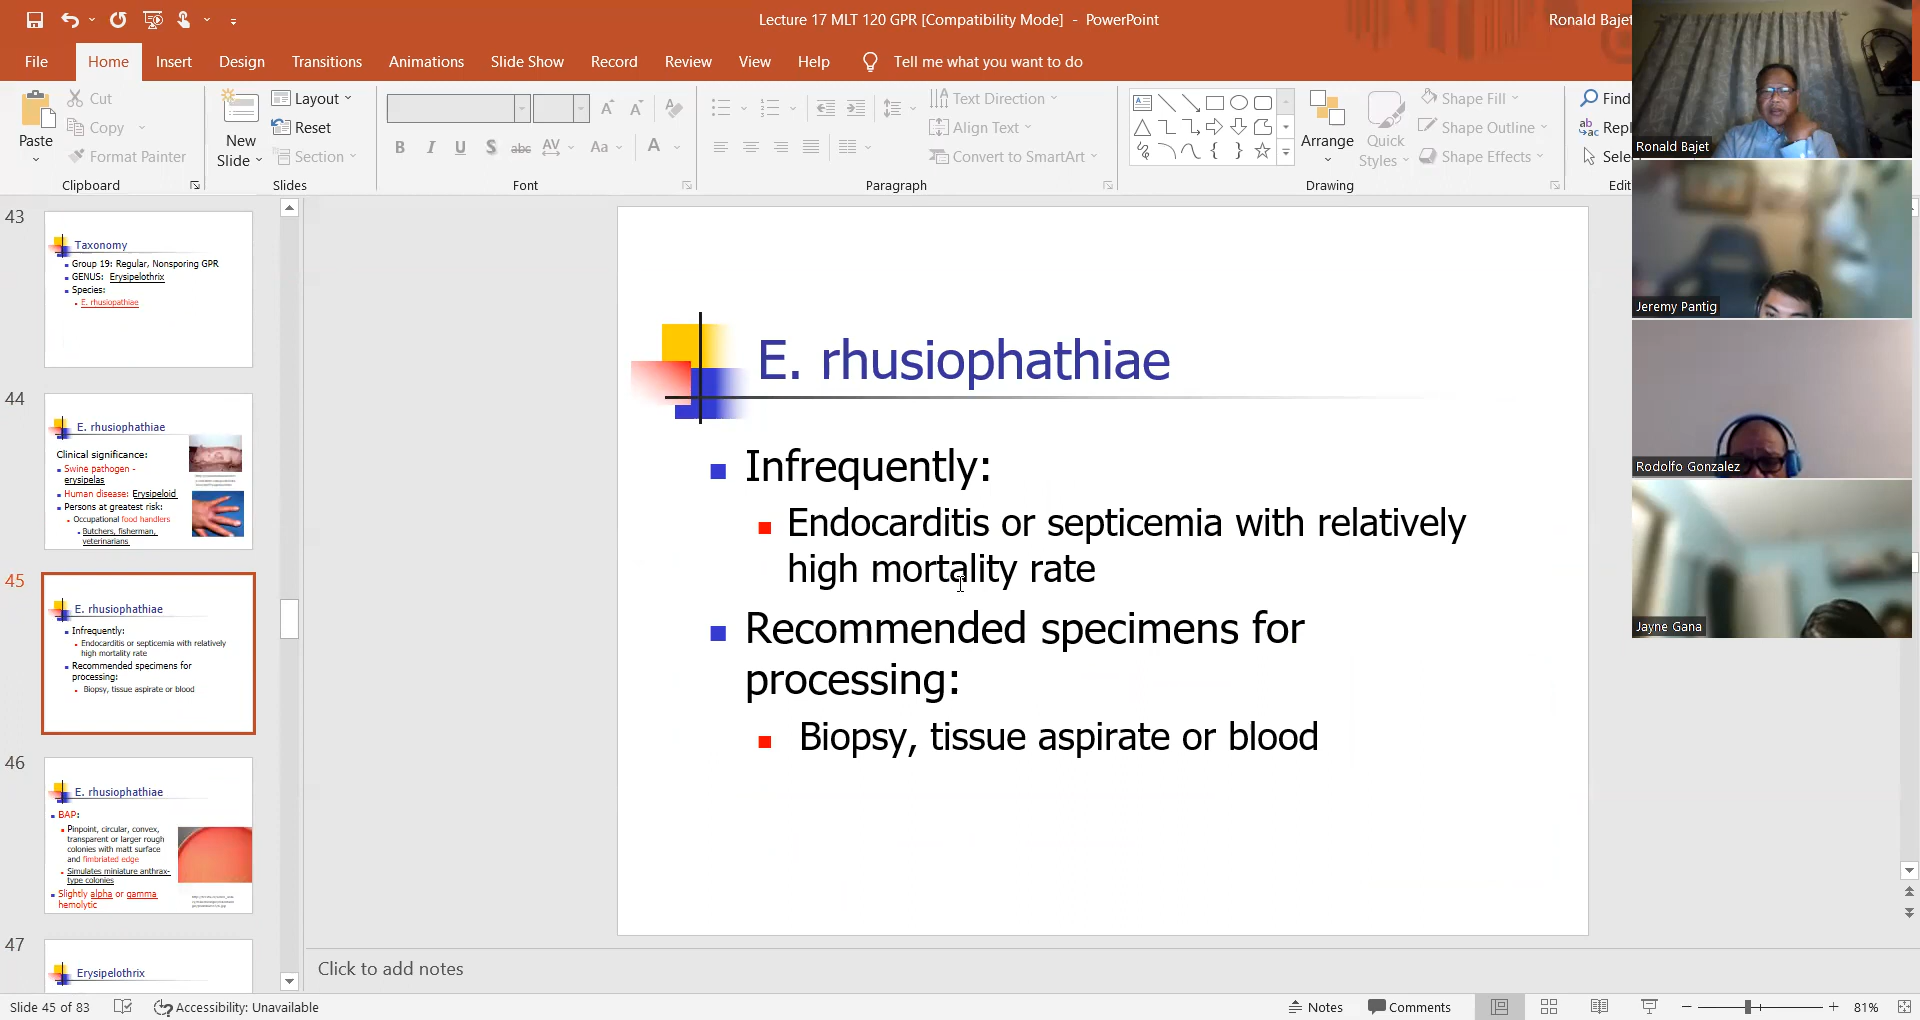 Lecture 17 MLT 120 GPR [Compatibility Mode] - PowerPoint
Ronald Bajet
File Home Insert Design Transitions Animations Slide Show Record Review View Help Tell me what you want to do
Paste
Cut
Copy
Format Painter
Clipboard
New
Slide
Layout
Reset
Section
Slides
Font
Text Direction
Align Text
Convert to SmartArt
Paragraph
Arrange
Quick
Styles
Shape Fill
Shape Outline
Shape Effects
Drawing
Find
Repl
Sele
Edit
43
Taxonomy
Group 19: Regular, Nonsporing GPR
GENUS: Erysipelothrix
Species:
E. rhusiopathiae
44
E. rhusiophathiae
Clinical significance:
Swine pathogen -
erysipelas
Human disease: Erysipeloid
Persons at greatest risk:
Occupational food handlers
Butchers, fisherman,
veterinarians
45
E. rhusiophathiae
Infrequently:
Endocarditis or septicemia with relatively
high mortality rate
Recommended specimens for
processing:
Biopsy, tissue aspirate or blood
46
E. rhusiophathiae
BAP:
Pinpoint, circular, convex,
transparent or larger rough
colonies with matt surface
and fimbriated edge
Simulates miniature anthrax-
type colonies
Slightly alpha or gamma
hemolytic
47
Erysipelothrix
E. rhusiophathiae
Infrequently:
Endocarditis or septicemia with relatively
high mortality rate
Recommended specimens for
processing:
Biopsy, tissue aspirate or blood
Click to add notes
Ronald Bajet
Jeremy Pantig
Rodolfo Gonzalez
Jayne Gana
Slide 45 of 83 Accessibility: Unavailable Notes Comments 81%